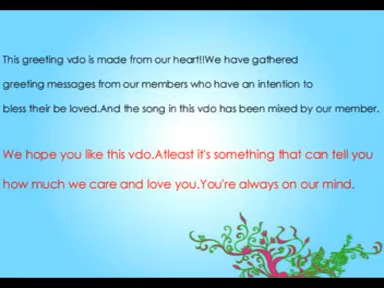 This greeting vdo is made from our heart!!We have gathered
greeting messages from our members who have an intention to
bless their be loved.And the song in this vdo has been mixed by our member.
We hope you like this vdo.Atleast it's something that can tell you
how much we care and love you.You're always on our mind.